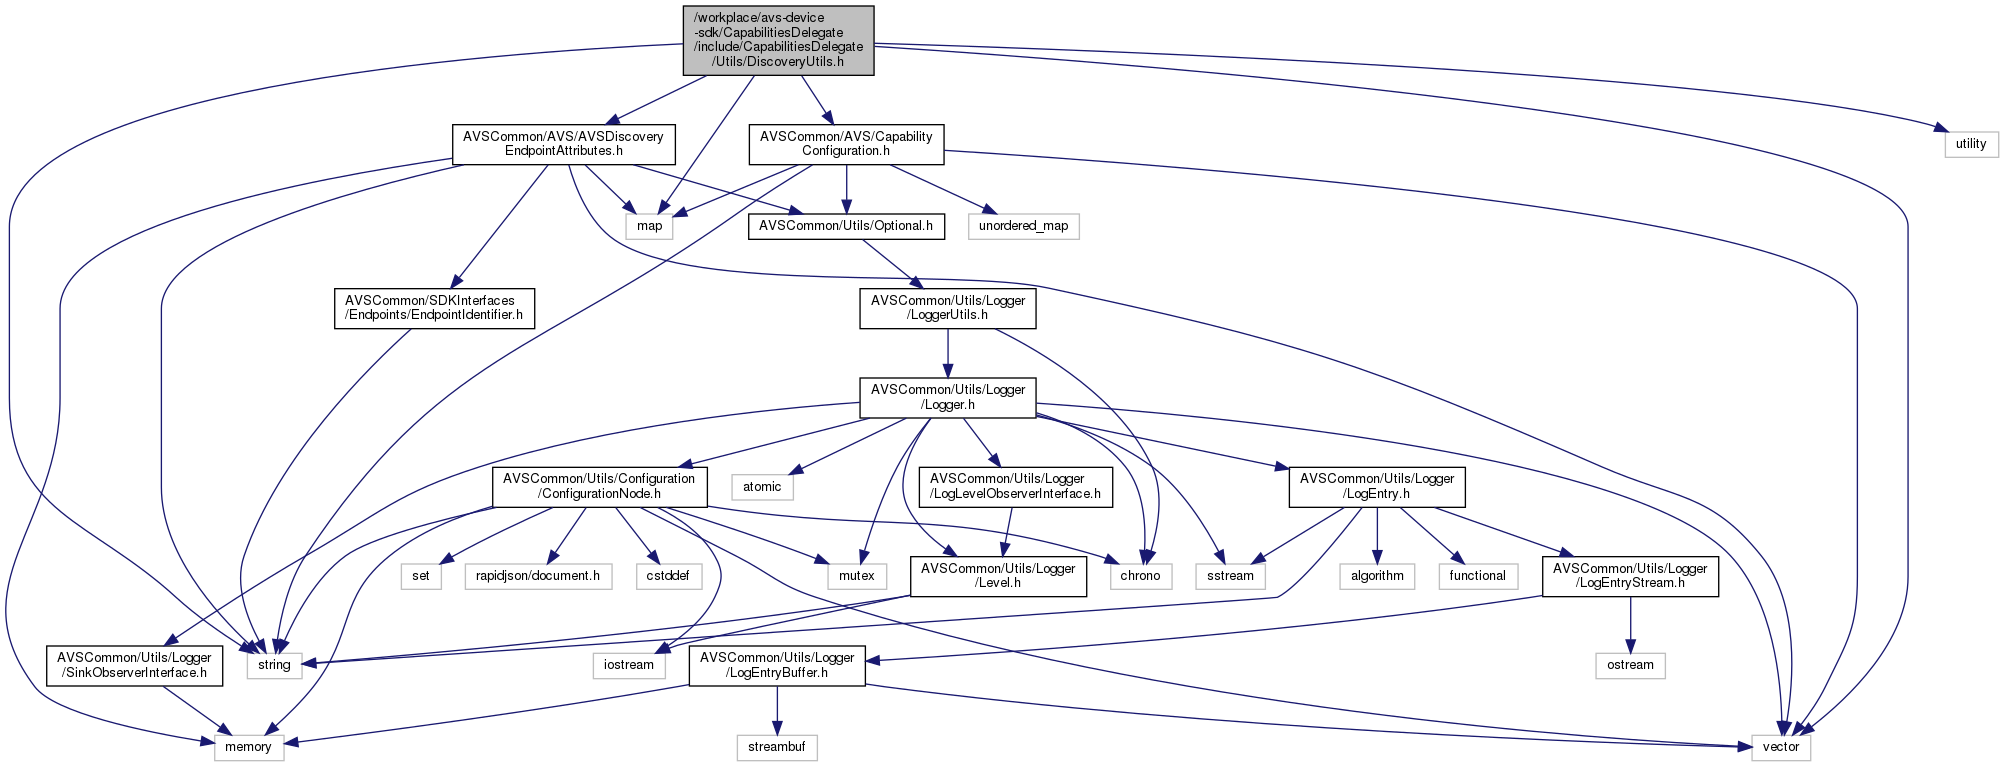 /workplace/avs-device
-sdk/CapabilitiesDelegate
/include/CapabilitiesDelegate
/Utils/DiscoveryUtils.h
AVSCommon/AVS/AVSDiscovery
EndpointAttributes.h
AVSCommon/AVS/Capability
Configuration.h
utility
map
AVSCommon/Utils/Optional.h
unordered_map
AVSCommon/SDKInterfaces
/Endpoints/EndpointIdentifier.h
AVSCommon/Utils/Logger
/LoggerUtils.h
AVSCommon/Utils/Logger
/Logger.h
AVSCommon/Utils/Configuration
/ConfigurationNode.h
atomic
AVSCommon/Utils/Logger
/LogLevelObserverInterface.h
AVSCommon/Utils/Logger
/LogEntry.h
set
rapidjson/document.h
cstddef
mutex
AVSCommon/Utils/Logger
/Level.h
chrono
sstream
algorithm
functional
AVSCommon/Utils/Logger
/LogEntryStream.h
AVSCommon/Utils/Logger
/SinkObserverInterface.h
string
iostream
AVSCommon/Utils/Logger
/LogEntryBuffer.h
ostream
memory
streambuf
vector